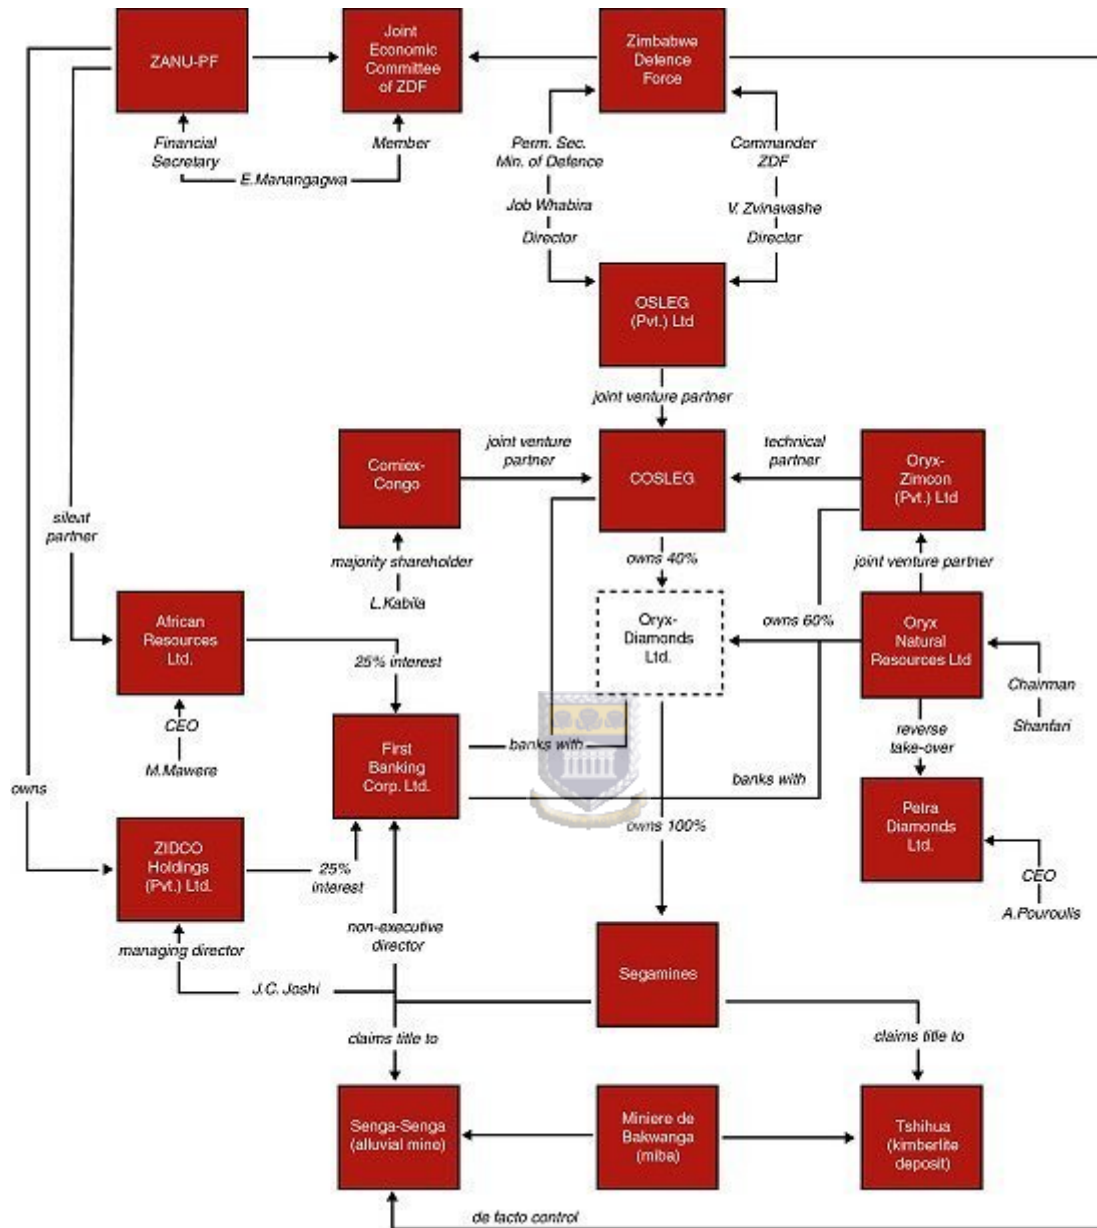 ZANU-PF
Joint
Economic
Committee
of ZDF
Zimbabwe
Defence
Force
Financial
Secretary
Member
E.Manangagwa
Perm. Sec.
Min. of Defence
Commander
ZDF
Job Whabira
V. Zvinavashe
Director
Director
OSLEG
(Pvt.) Ltd
joint venture partner
Comiex-
Congo
joint venture
partner
COSLEG
technical
partner
Oryx-
Zimcon
(Pvt.) Ltd
silent
partner
majority shareholder
L.Kabila
owns 40%
joint venture partner
African
Resources
Ltd.
25% interest
Oryx-
Diamonds
Ltd.
owns 60%
Oryx
Natural
Resources Ltd
Chairman
Shanfari
CEO
M.Mawere
First
Banking
Corp. Ltd.
banks with
reverse
take-over
banks with
owns
owns 100%
Petra
Diamonds
Ltd.
ZIDCO
Holdings
(Pvt.) Ltd.
25%
interest
CEO
A.Pouroulis
managing director
non-executive
director
J.C. Joshi
Segamines
claims title to
claims title to
Senga-Senga
(alluvial mine)
Miniere de
Bakwanga
(miba)
Tshihua
(kimberlite
deposit)
de facto control